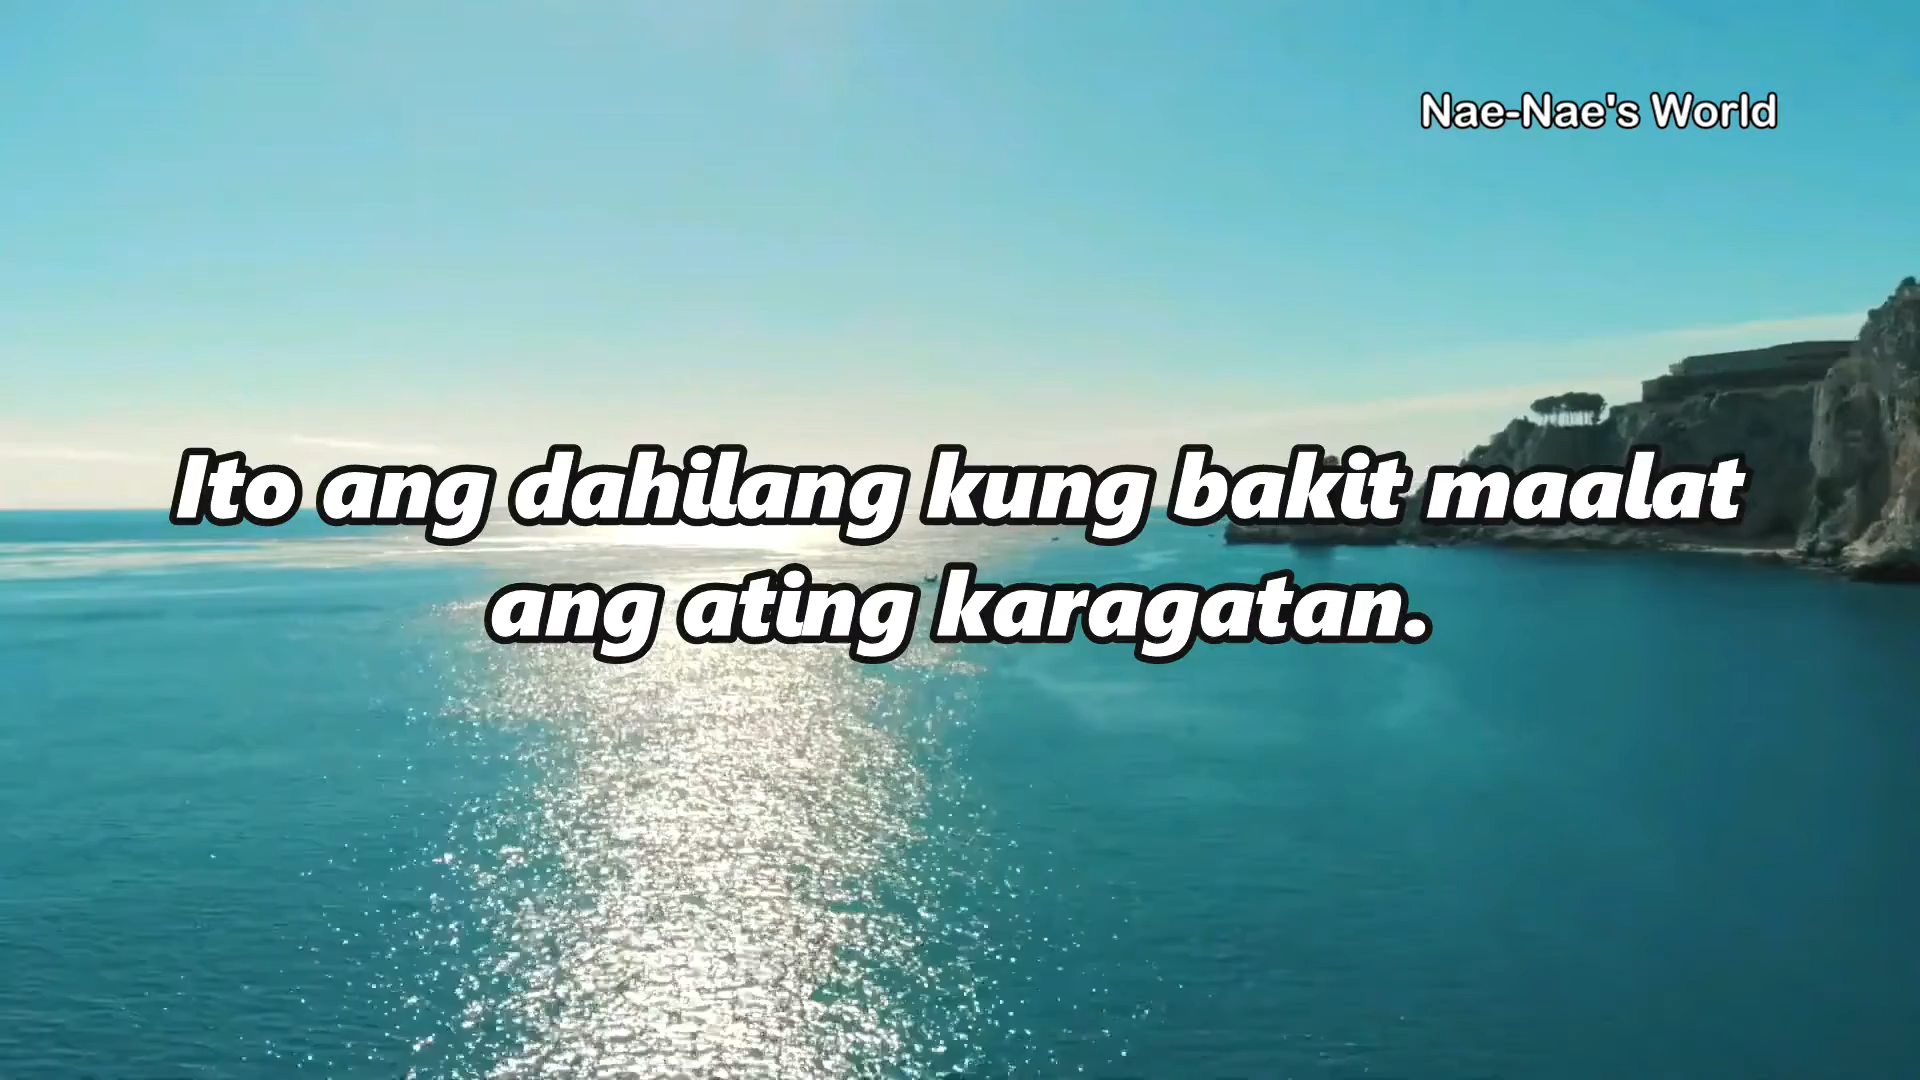 Nae-Nae's World
Ito ang dahilang kung bakit maalat
ang ating karagatan.